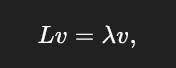 Lv = λv,